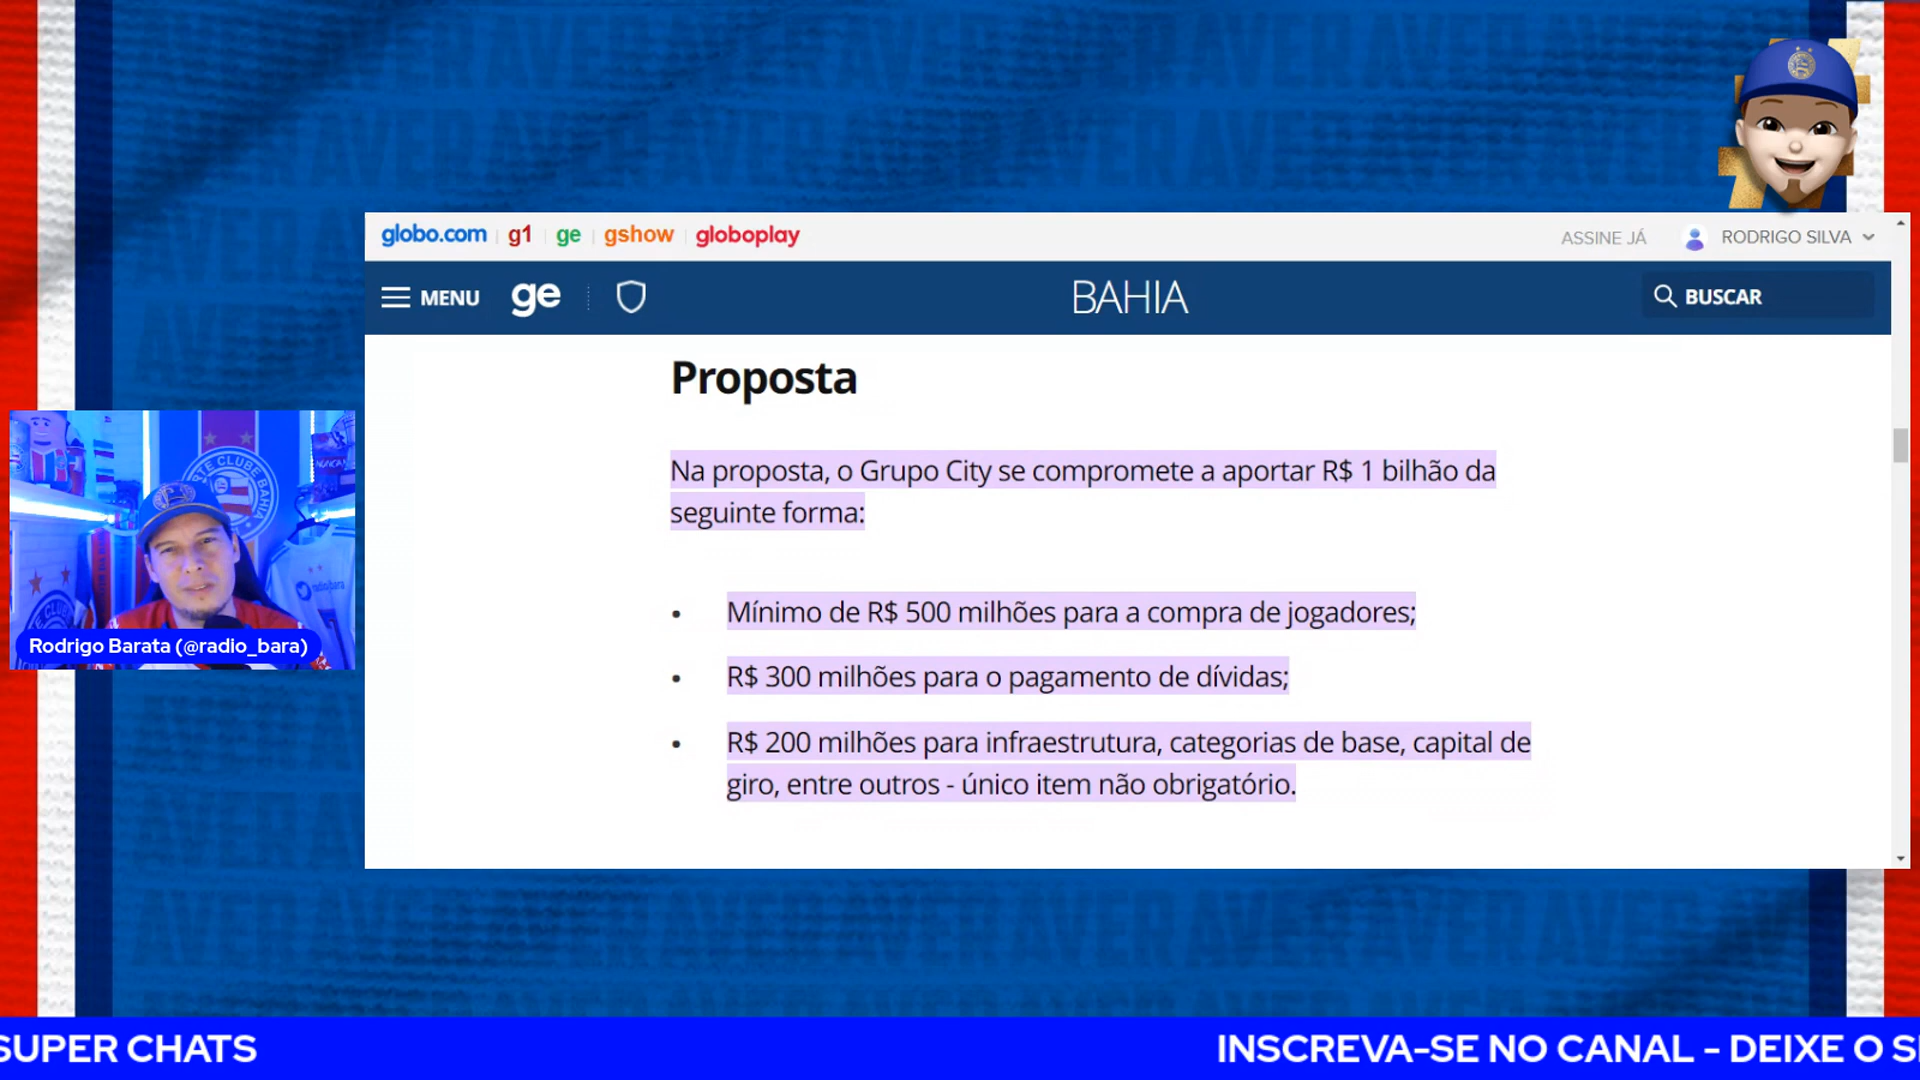 globo.com g1 ge gshow globoplay
ASSINE JÁ RODRIGO SILVA
MENU ge BAHIA BUSCAR
Proposta
Na proposta, o Grupo City se compromete a aportar R$ 1 bilhão da
seguinte forma:
• Mínimo de R$ 500 milhões para a compra de jogadores;
• R$ 300 milhões para o pagamento de dívidas;
• R$ 200 milhões para infraestrutura, categorias de base, capital de
giro, entre outros - único item não obrigatório.
RTE CLUBE BAHIA
Rodrigo Barata (@radio_bara)
SUPER CHATS
INSCREVA-SE NO CANAL - DEIXE O S